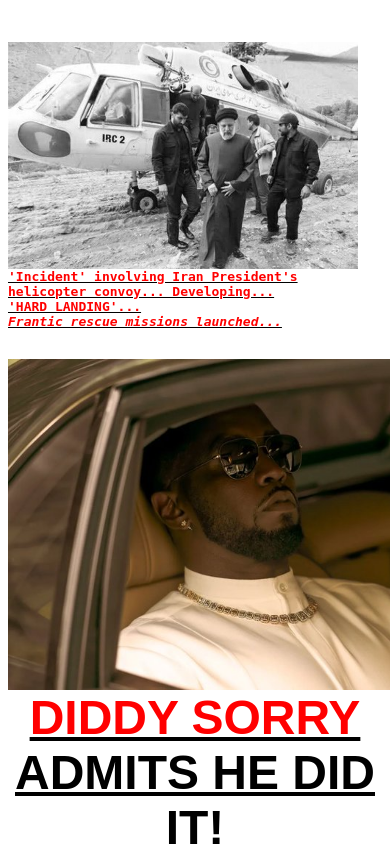 IRC 2
'Incident' involving Iran President's
helicopter convoy... Developing...
'HARD LANDING'...
Frantic rescue missions launched...
DIDDY SORRY
ADMITS HE DID
IT!